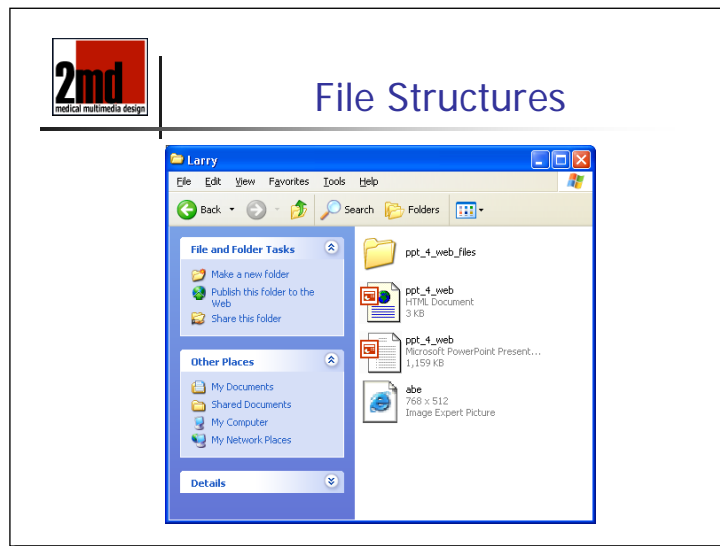 2md
medical multimedia design
File Structures
Larry
File Edit View Favorites Tools Help
Back Search Folders
File and Folder Tasks
Make a new folder
Publish this folder to the
Web
Share this folder
Other Places
My Documents
Shared Documents
My Computer
My Network Places
Details
ppt_4_web_files
ppt_4_web
HTML Document
3 KB
ppt_4_web
Microsoft PowerPoint Present...
1,159 KB
abe
768 x 512
Image Expert Picture